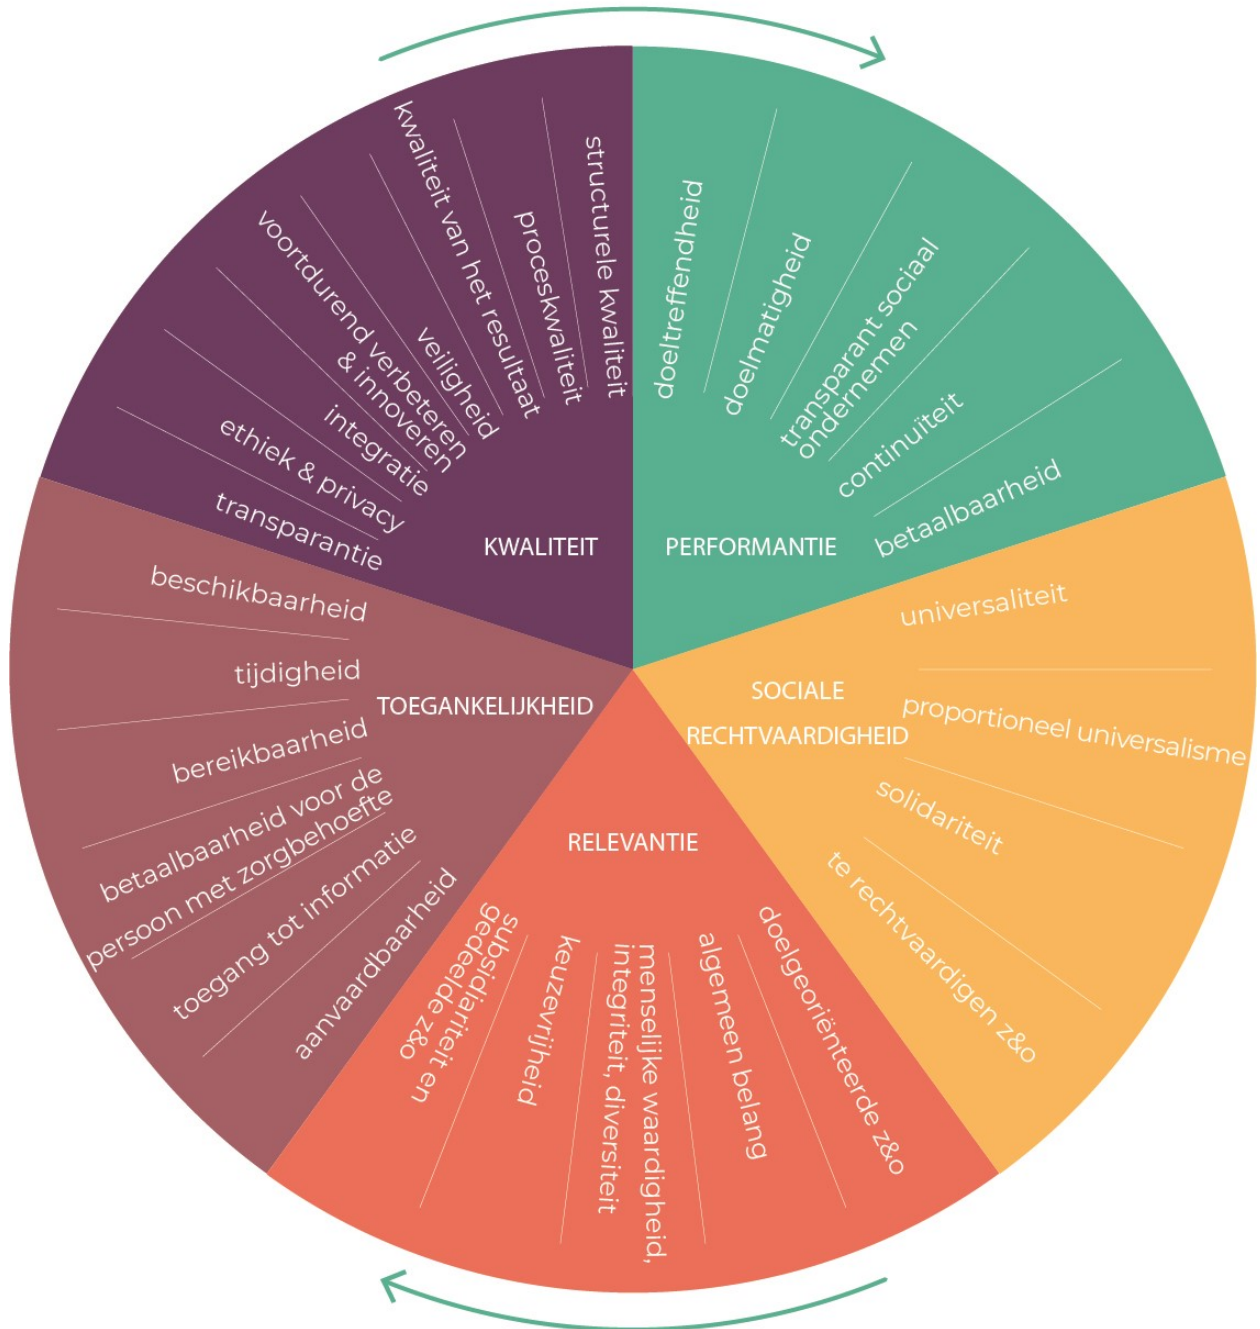 KWALITEIT
structurele kwaliteit
proceskwaliteit
kwaliteit van het resultaat
veiligheid
voortdurend verbeteren
& innoveren
integratie
ethiek & privacy
transparantie
PERFORMANTIE
doeltreffendheid
doelmatigheid
transparant sociaal
ondernemen
continuïteit
betaalbaarheid
SOCIALE
RECHTVAARDIGHEID
universaliteit
proportioneel universalisme
solidariteit
te rechtvaardigen z&o
RELEVANTIE
doelgeoriënteerde z&o
algemeen belang
menselijke waardigheid,
integriteit, diversiteit
keuzevrijheid
subsidiariteit en
gedeelde z&o
TOEGANKELIJKHEID
beschikbaarheid
tijdigheid
bereikbaarheid
betaalbaarheid voor de
persoon met zorgbehoefte
toegang tot informatie
aanvaardbaarheid